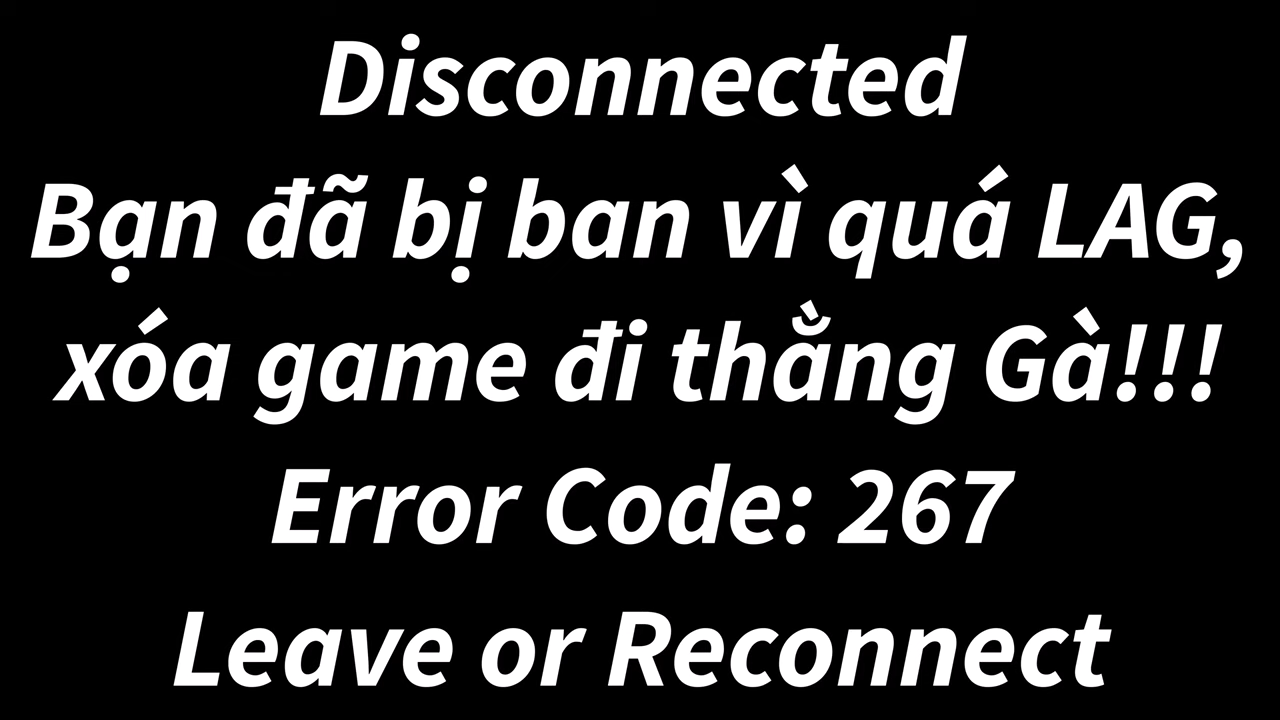 Disconnected
Bạn đã bị ban vì quá LAG,
xóa game đi thằng Gà!!!
Error Code: 267
Leave or Reconnect